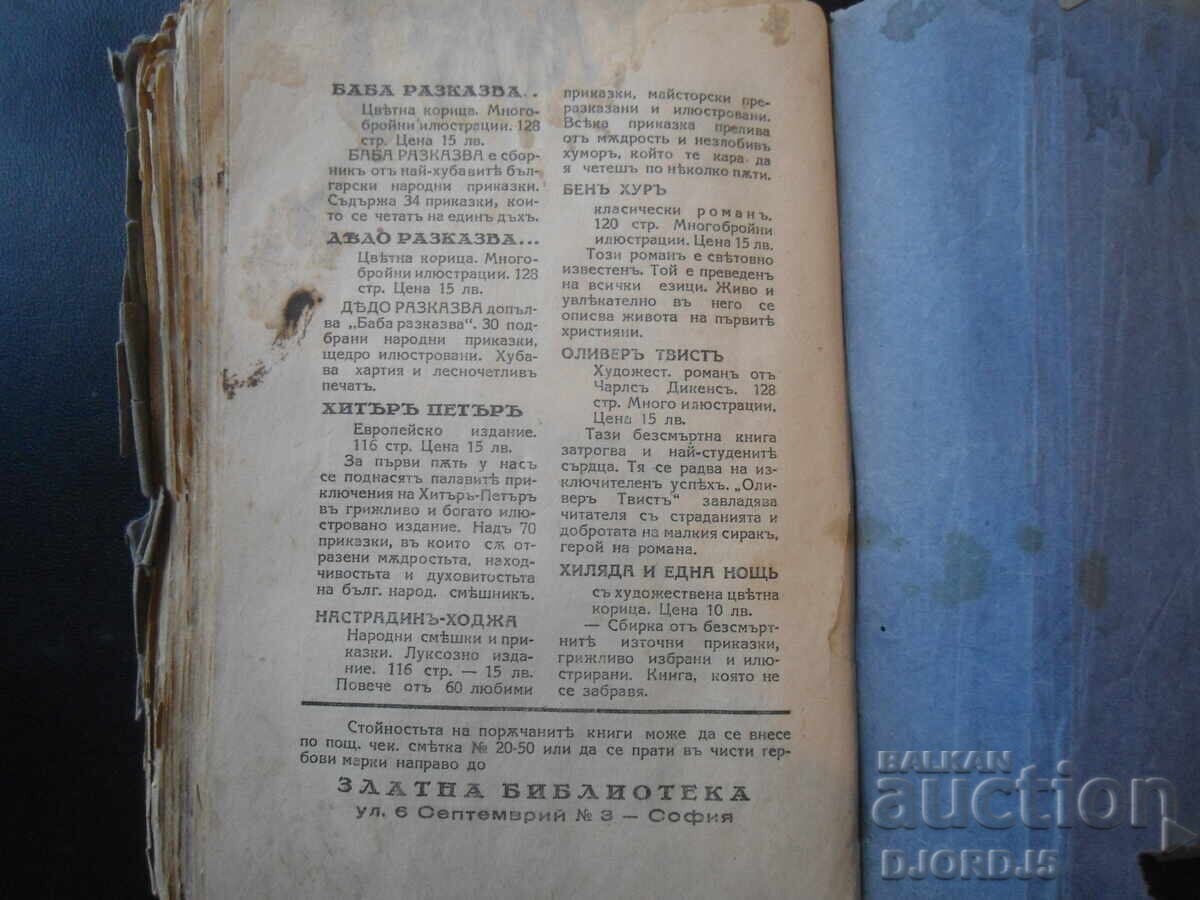 БАБА РАЗКАЗВА..
Цвѣтна корица. Много-
бройни илюстрации. 128
стр. Цена 15 лв.
БАБА РАЗКАЗВА е сбор-
никъ отъ най-хубавитѣ бъл-
гарски народни приказки.
Съдържа 34 приказки, кои-
то се четатъ на единъ дъхъ.
ДѢДО РАЗКАЗВА...
Цвѣтна корица. Много-
бройни илюстрации. 128
стр. Цена 15 лв.
ДѢДО РАЗКАЗВА допъл-
ва „Баба разказва“. 30 под-
брани народни приказки,
щедро илюстровани. Хуба-
ва хартия и лесночетливъ
печатъ.
ХИТЪРЪ ПЕТЪРЪ
Европейско издание.
116 стр. Цена 15 лв.
За първи пѫть у насъ
се поднасятъ палавитѣ при-
ключения на Хитъръ-Петъръ
въ грижливо и богато илю-
стровано издание. Надъ 70
приказки, въ които сѫ от-
разени мѫдростьта, наход-
чивостьта и духовитостьта
на бълг. народ. смѣшникъ.
НАСТРАДИНЪ-ХОДЖА
Народни смѣшки и при-
казки. Луксозно изда-
ние. 116 стр. — 15 лв.
Повече отъ 60 любими
приказки, майсторски пре-
разказани и илюстровани.
Всѣка приказка прелива
отъ мѫдрость и незлобивъ
хуморъ, който те кара да
я четешъ по нѣколко пѫти.
БЕНЪ ХУРЪ
класически романъ.
120 стр. Многобройни
илюстрации. Цена 15 лв.
Този романъ е свѣтовно
известенъ. Той е преведенъ
на всички езици. Живо и
увлѣкателно въ него се
описва живота на първитѣ
християни.
ОЛИВЕРЪ ТВИСТЪ
Художест. романъ отъ
Чарлсъ Дикенсъ. 128
стр. Много илюстрации,
Цена 15 лв.
Тази безсмъртна книга
затрогва и най-студенитѣ
сърдца. Тя се радва на из-
ключителенъ успѣхъ. „Оли-
веръ Твистъ“ завладява
читателя съ страданията и
добротата на малкия сиракъ,
герой на романа.
ХИЛЯДА И ЕДНА НОЩЬ
съ художествена цвѣтна
корица. Цена 10 лв.
— Сбирка отъ безсмърт-
нитѣ източни приказки,
грижливо избрани и илю-
стрирани. Книга, която не
се забравя.
Стойностьта на порѫчанитѣ книги може да се внесе
по пощ. чек. смѣтка № 20-50 или да се прати въ чисти гер-
бови марки направо до
ЗЛАТНА БИБЛИОТЕКА
ул. 6 Септемврий № 3 — София
BALKAN
auction
DJORDJ5